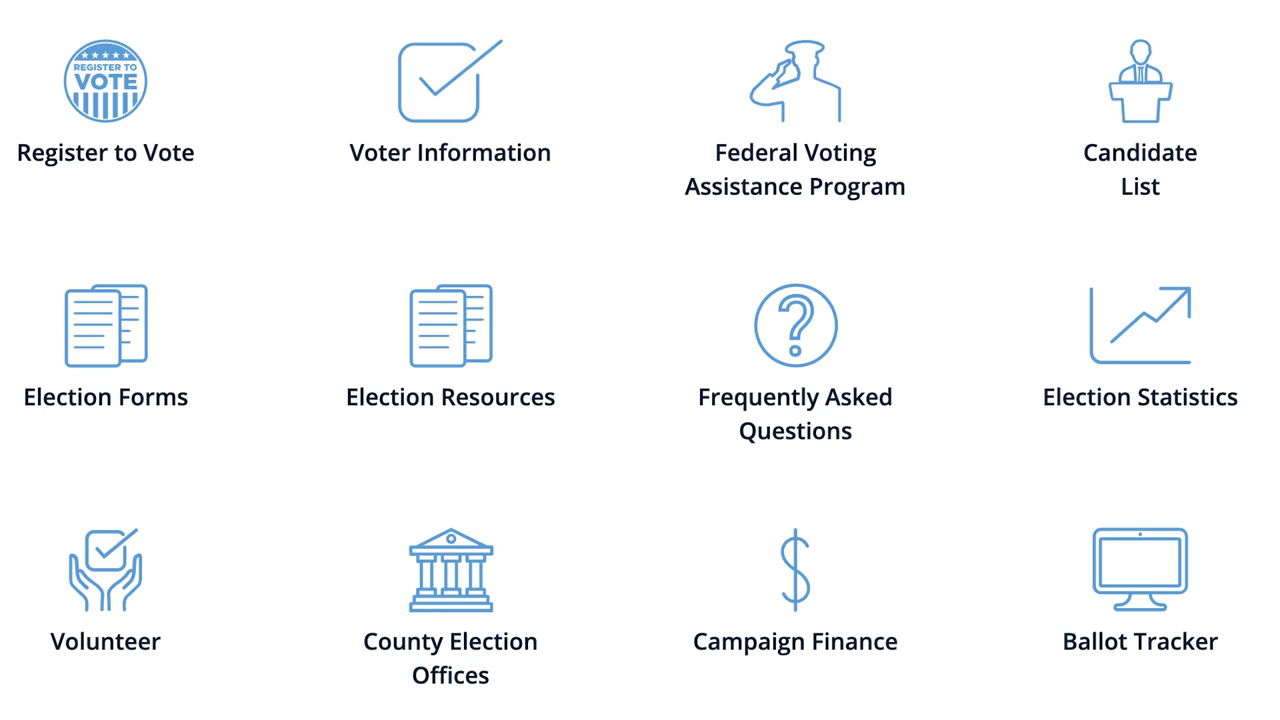 REGISTER TO
VOTE
Register to Vote
Voter Information
Federal Voting
Assistance Program
Candidate
List
Election Forms
Election Resources
Frequently Asked
Questions
Election Statistics
Volunteer
County Election
Offices
Campaign Finance
Ballot Tracker